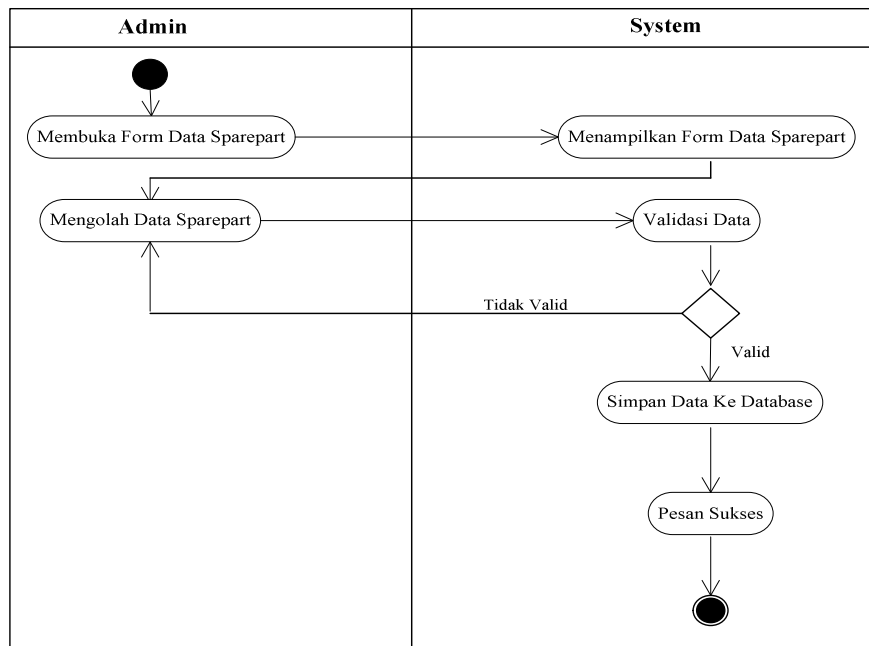 Admin
System
Membuka Form Data Sparepart
Menampilkan Form Data Sparepart
Mengolah Data Sparepart
Validasi Data
Tidak Valid
Valid
Simpan Data Ke Database
Pesan Sukses